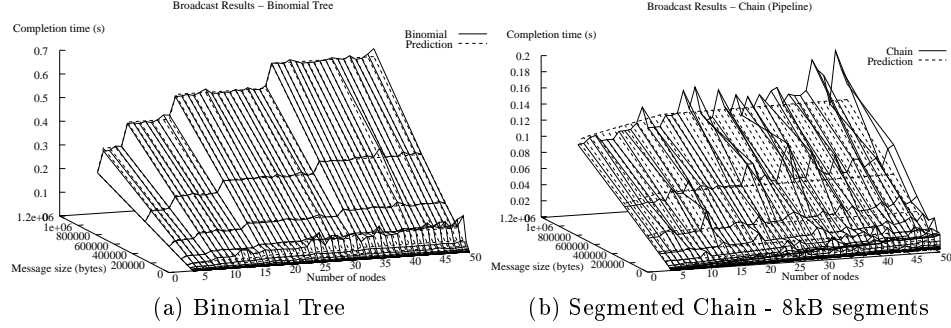 Broadcast Results – Binomial Tree
Completion time (s)
Binomial
Prediction
0.7
0.6
0.5
0.4
0.3
0.2
0.1
0
1.2e+06
1e+06
800000
600000
400000
200000
0
Message size (bytes)
5
10
15
20
25
30
35
40
45
50
Number of nodes
(a) Binomial Tree
Broadcast Results – Chain (Pipeline)
Completion time (s)
Chain
Prediction
0.2
0.18
0.16
0.14
0.12
0.1
0.08
0.06
0.04
0.02
0
1.2e+06
1e+06
800000
600000
400000
200000
0
Message size (bytes)
5
10
15
20
25
30
35
40
45
50
Number of nodes
(b) Segmented Chain - 8kB segments